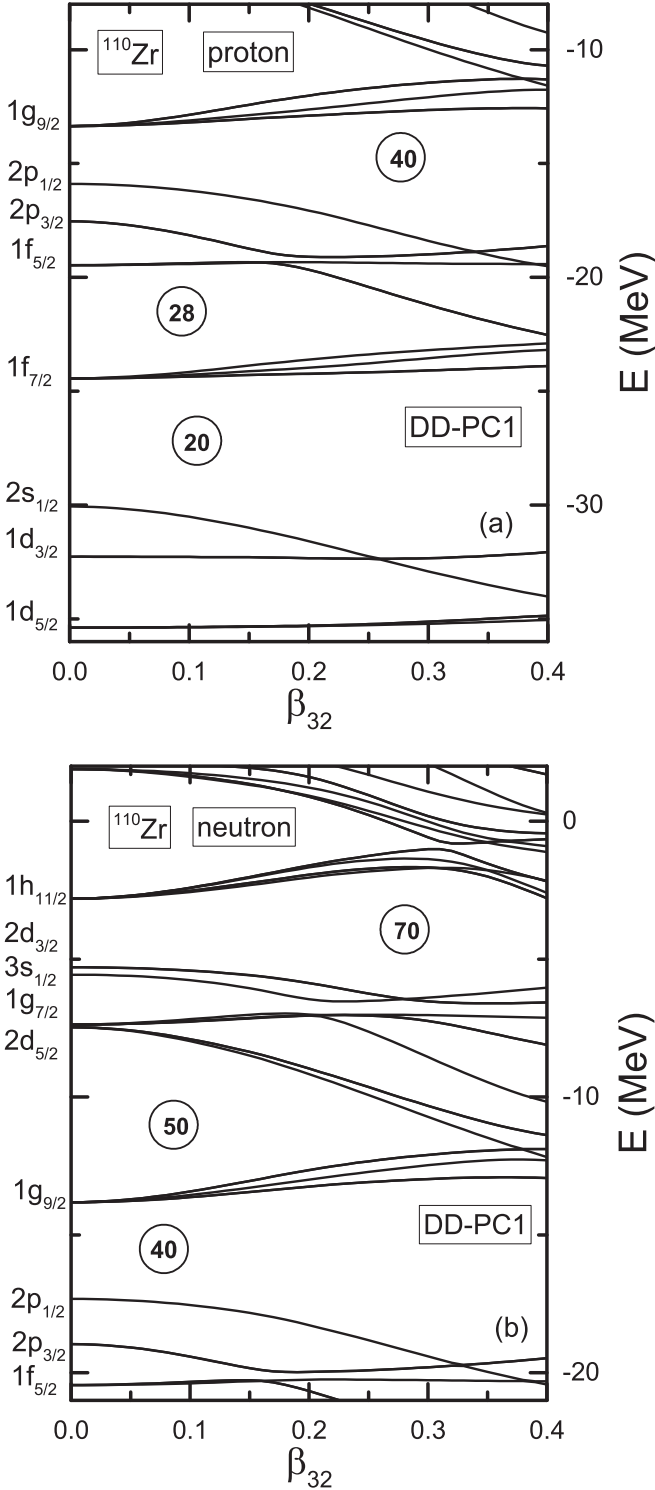 ¹¹⁰Zr proton
-10
1g₉/₂
40
2p₁/₂
2p₃/₂
1f₅/₂
-20
28
E (MeV)
1f₇/₂
DD-PC1
20
2s₁/₂
-30
(a)
1d₃/₂
1d₅/₂
0.0 0.1 0.2 0.3 0.4
β₃₂
¹¹⁰Zr neutron
0
1h₁₁/₂
70
2d₃/₂
3s₁/₂
1g₇/₂
2d₅/₂
-10
E (MeV)
50
1g₉/₂
DD-PC1
40
2p₁/₂
(b)
2p₃/₂
1f₅/₂
-20
0.0 0.1 0.2 0.3 0.4
β₃₂